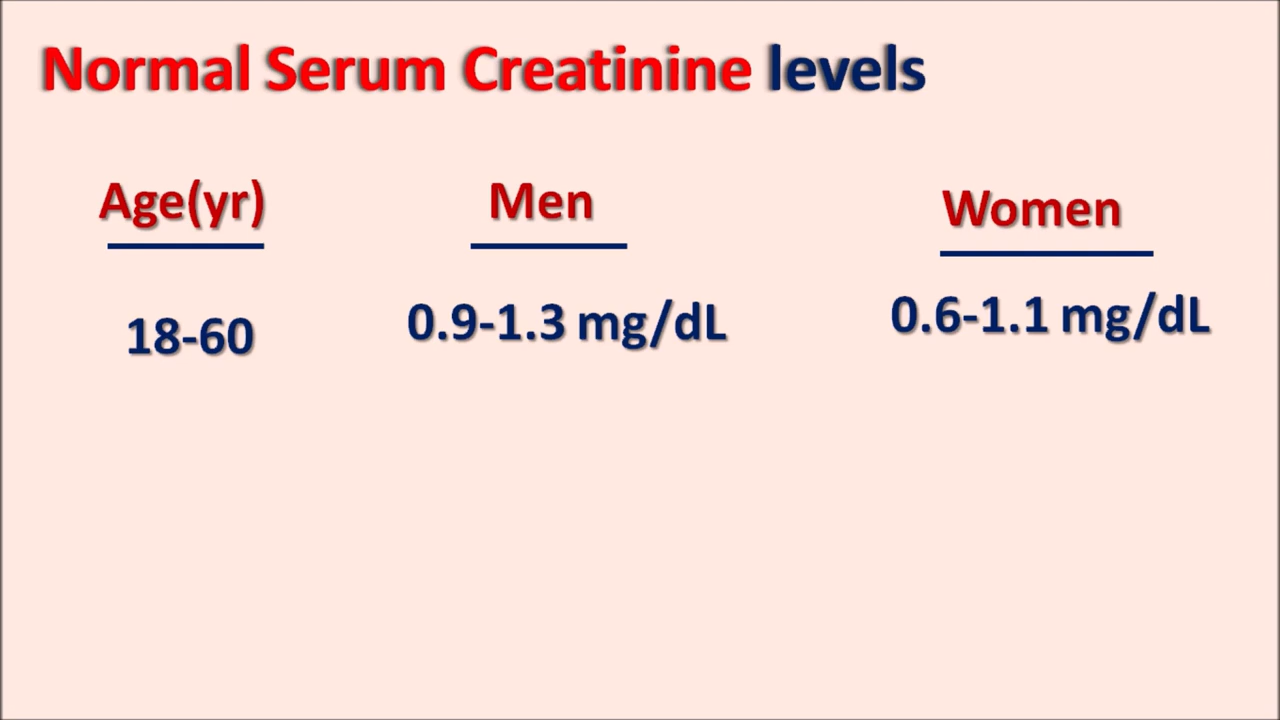 Normal Serum Creatinine levels
Age(yr) Men Women
18-60 0.9-1.3 mg/dL 0.6-1.1 mg/dL